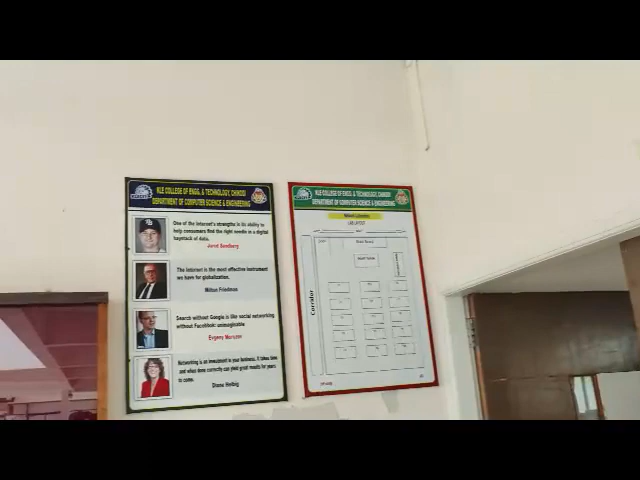 KLE COLLEGE OF ENGG. & TECHNOLOGY, CHIKODI
DEPARTMENT OF COMPUTER SCIENCE & ENGINEERING
One of the Internet's strengths is its ability to
help consumers find the right needle in a digital
haystack of data.
Jared Sandberg
The Internet is the most effective instrument
we have for globalization.
Milton Friedman
Search without Google is like social networking
without Facebook: unimaginable
Evgeny Morozov
Networking is an investment in your business. It takes time
and when done correctly can yield great results for years
to come.
Diane Helbig
KLE COLLEGE OF ENGG. & TECHNOLOGY, CHIKODI
DEPARTMENT OF COMPUTER SCIENCE & ENGINEERING
LAB LAYOUT
Corridor